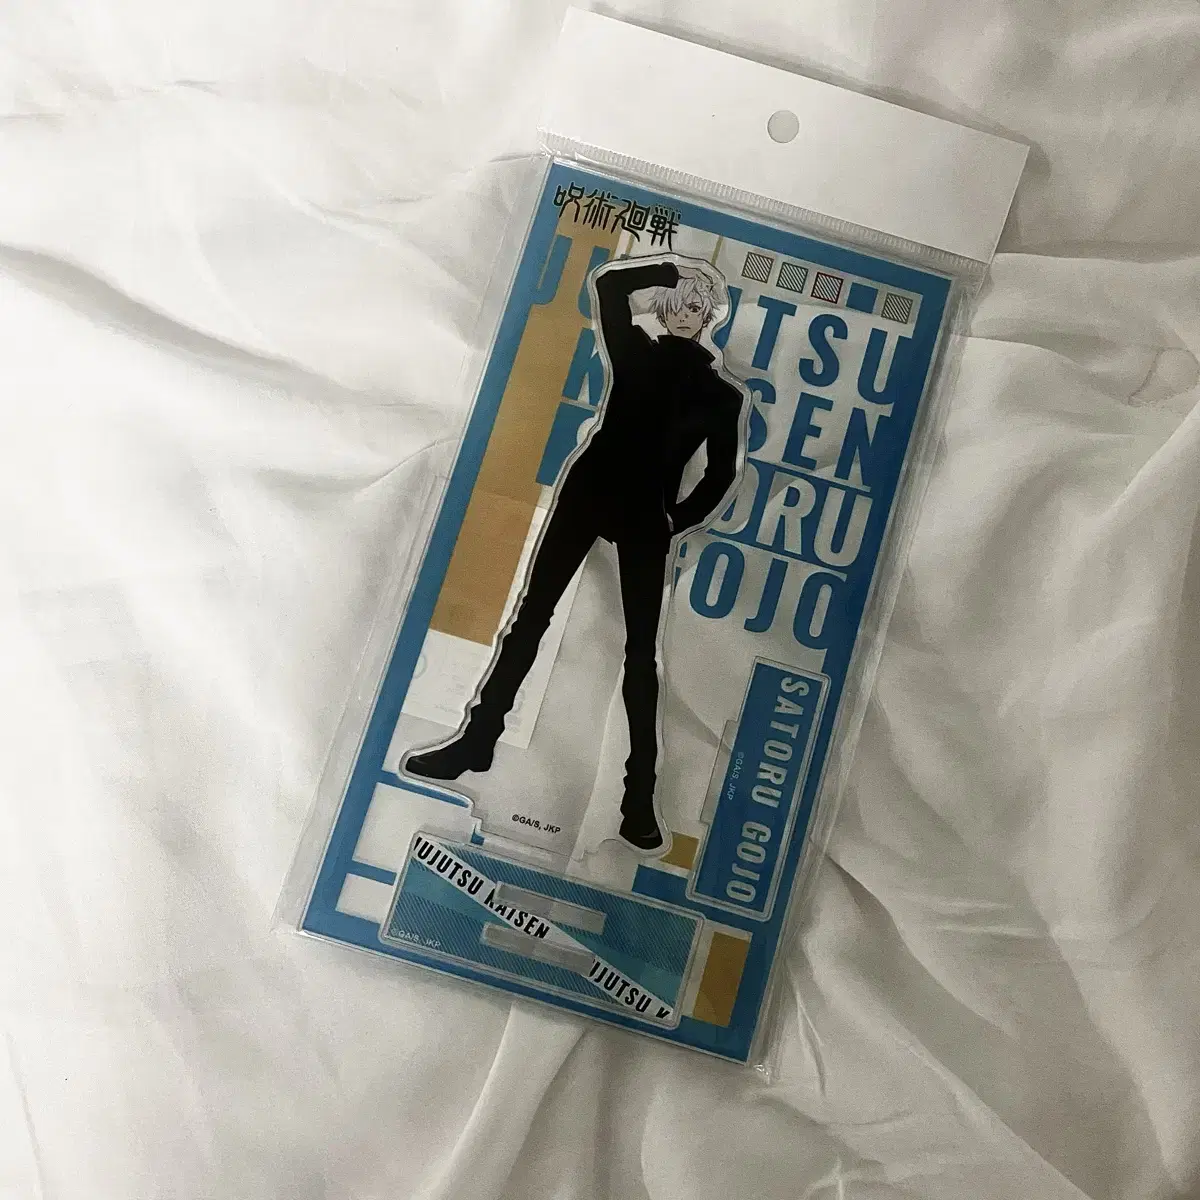 呪術廻戦
JUJUTSU
KAISEN
SATORU
GOJO
SATORU GOJO
©GA/S, JKP
©GA/S, JKP
JUJUTSU KAISEN
JUJUTSU K
©GA/S, JKP